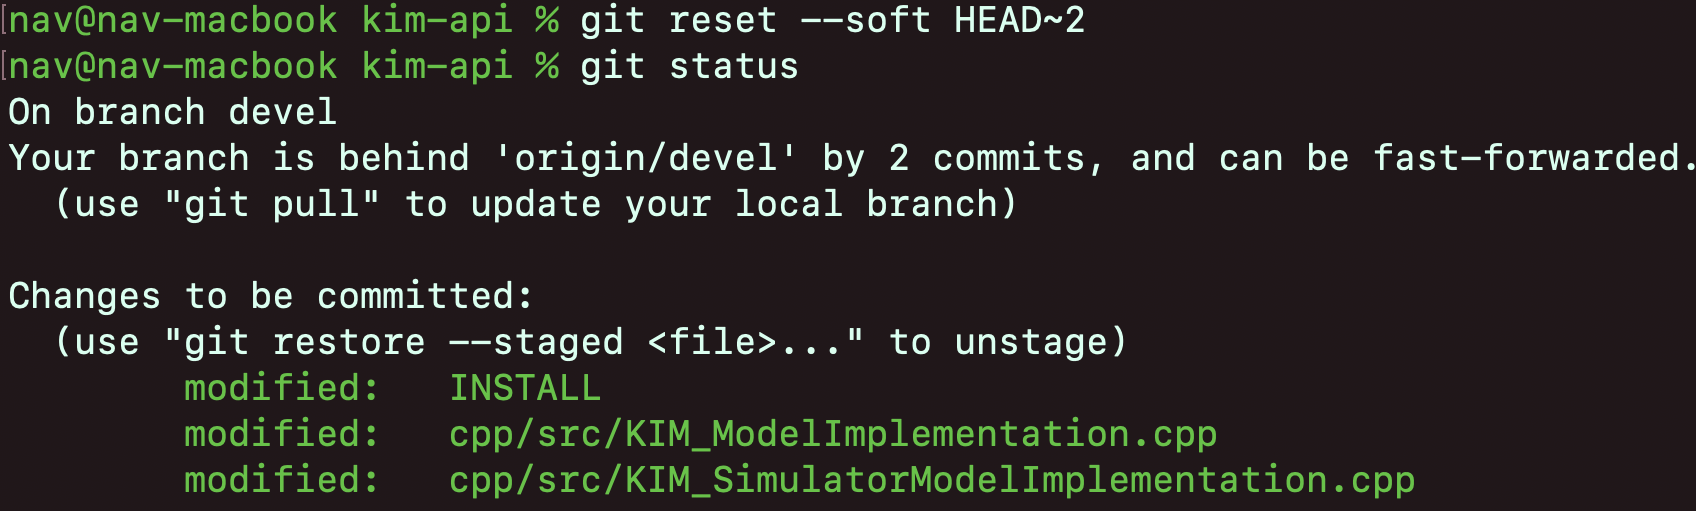 [nav@nav-macbook kim-api % git reset --soft HEAD~2
[nav@nav-macbook kim-api % git status
On branch devel
Your branch is behind 'origin/devel' by 2 commits, and can be fast-forwarded.
  (use "git pull" to update your local branch)

Changes to be committed:
  (use "git restore --staged <file>..." to unstage)
        modified:   INSTALL
        modified:   cpp/src/KIM_ModelImplementation.cpp
        modified:   cpp/src/KIM_SimulatorModelImplementation.cpp